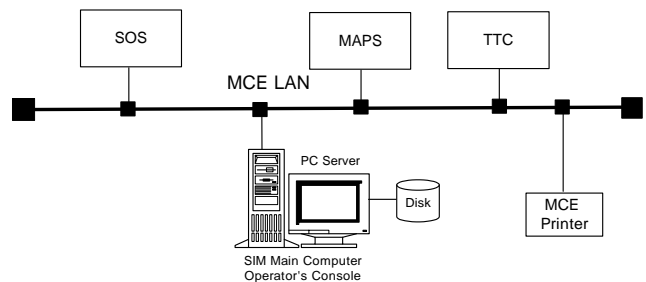 SOS
MAPS
TTC
MCE LAN
PC Server
Disk
MCE
Printer
SIM Main Computer
Operator's Console